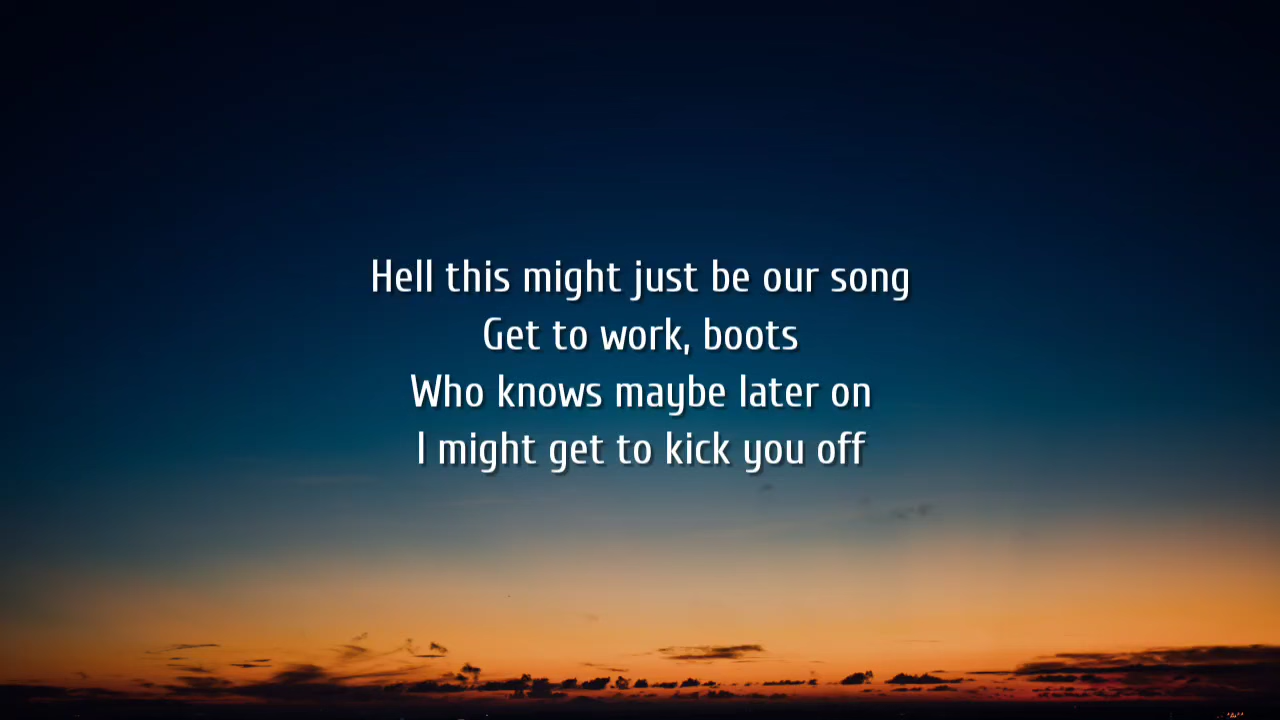 Hell this might just be our song
Get to work, boots
Who knows maybe later on
I might get to kick you off